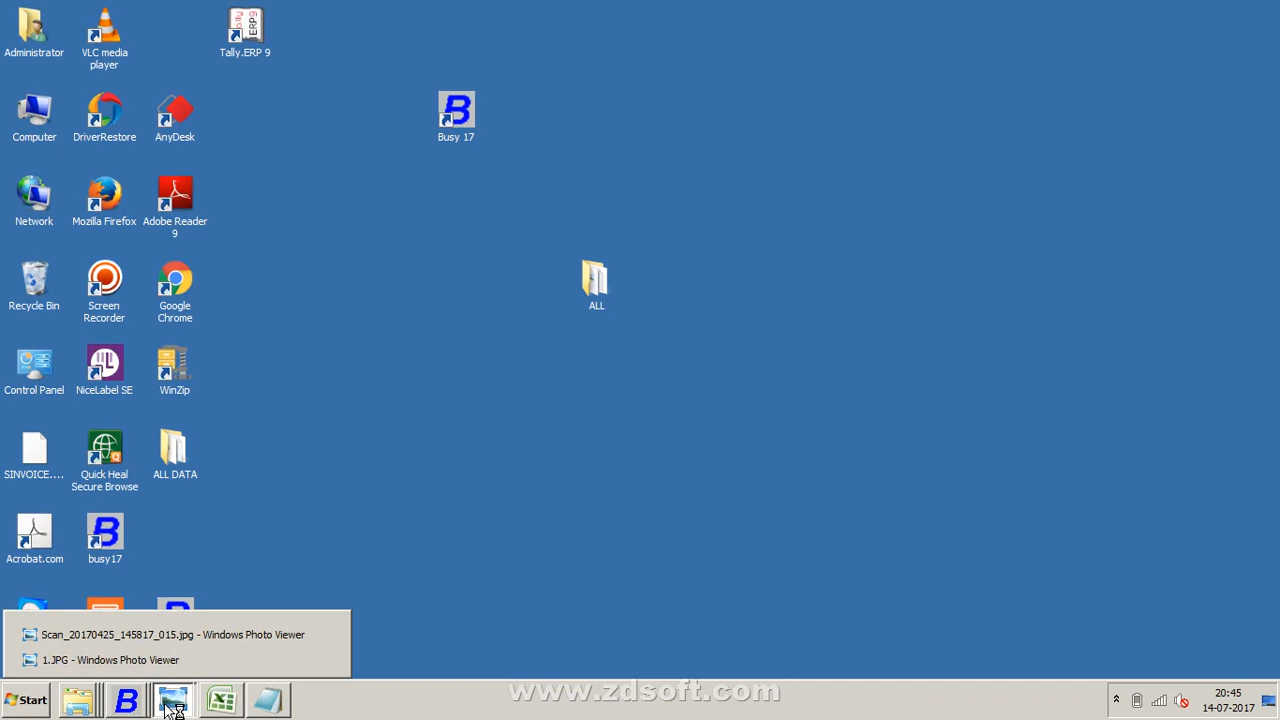 Administrator
VLC media
player
Tally.ERP 9
Computer
DriverRestore
AnyDesk
Busy 17
Network
Mozilla Firefox
Adobe Reader
9
Recycle Bin
Screen
Recorder
Google
Chrome
ALL
Control Panel
NiceLabel SE
WinZip
SINVOICE....
Quick Heal
Secure Browse
ALL DATA
Acrobat.com
busy17
Scan_20170425_145817_015.jpg - Windows Photo Viewer
1.JPG - Windows Photo Viewer
Start
www.zdsoft.com
20:45
14-07-2017